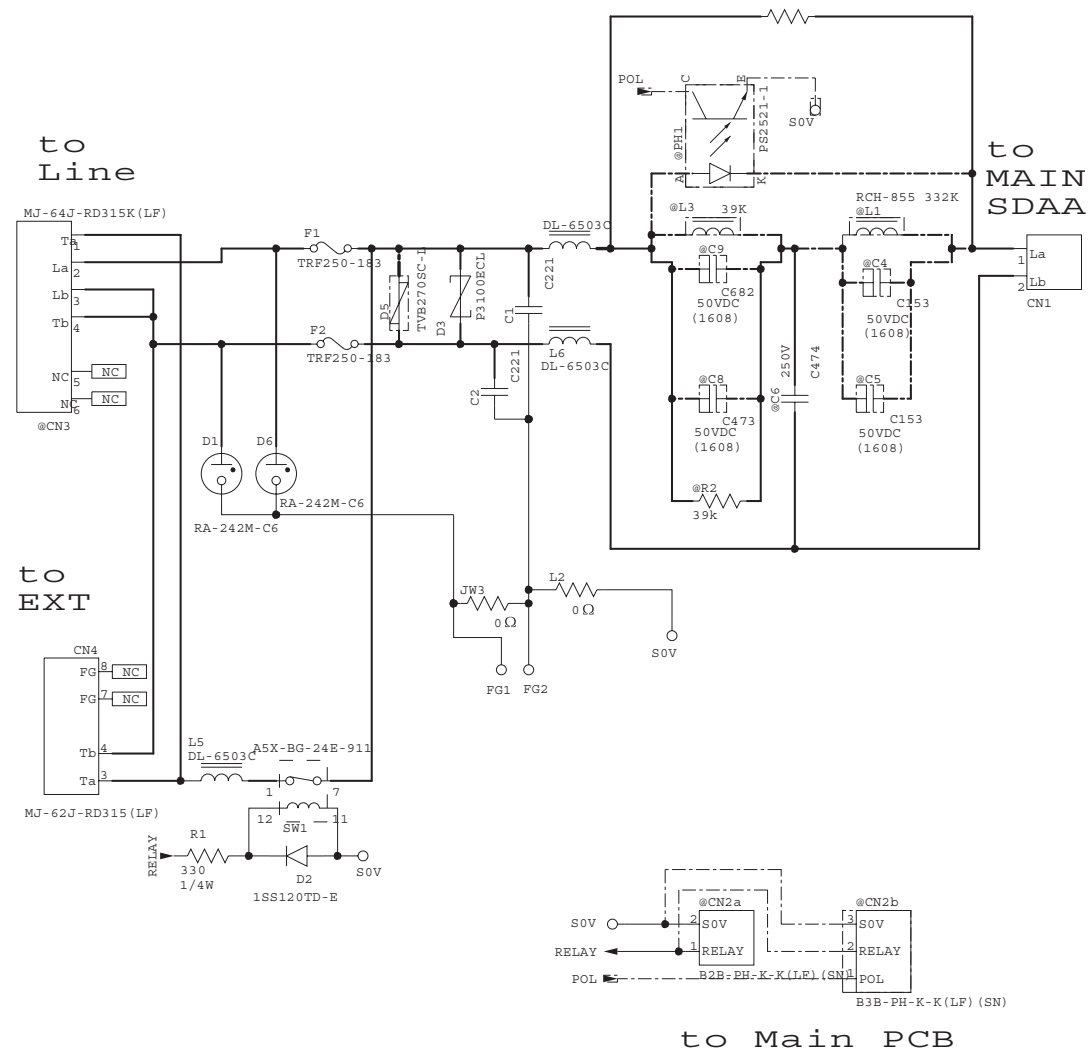 to
Line
MJ-64J-RD315K(LF)
Ta
1
La
2
Lb
3
Tb
4
NC
5
NC
NC
6
NC
@CN3
F1
TRF250-183
F2
TRF250-183
D5
TVB270SC-L
D3
P3100ECL
C1
C221
C2
C221
DL-6503C
L6
DL-6503C
POL
C
E
@PH1
PS2521-1
A
K
S0V
@L3
39K
@C9
C682
50VDC
(1608)
@C8
C473
50VDC
(1608)
@R2
39k
@C6
250V
C474
RCH-855 332K
@L1
@C4
C153
50VDC
(1608)
@C5
C153
50VDC
(1608)
to
MAIN
SDAA
La
1
Lb
2
CN1
D1
D6
RA-242M-C6
RA-242M-C6
JW3
0Ω
L2
0Ω
S0V
FG1
FG2
to
EXT
CN4
FG
8
NC
FG
7
NC
Tb
4
Ta
3
MJ-62J-RD315(LF)
L5
DL-6503C
A5X-BG-24E-911
1
7
12
11
SW1
RELAY
R1
330
1/4W
D2
1SS120TD-E
S0V
@CN2a
S0V
2
S0V
RELAY
1
RELAY
B2B-PH-K-K(LF)(SN)
POL
@CN2b
3
S0V
2
RELAY
1
POL
B3B-PH-K-K(LF)(SN)
to Main PCB